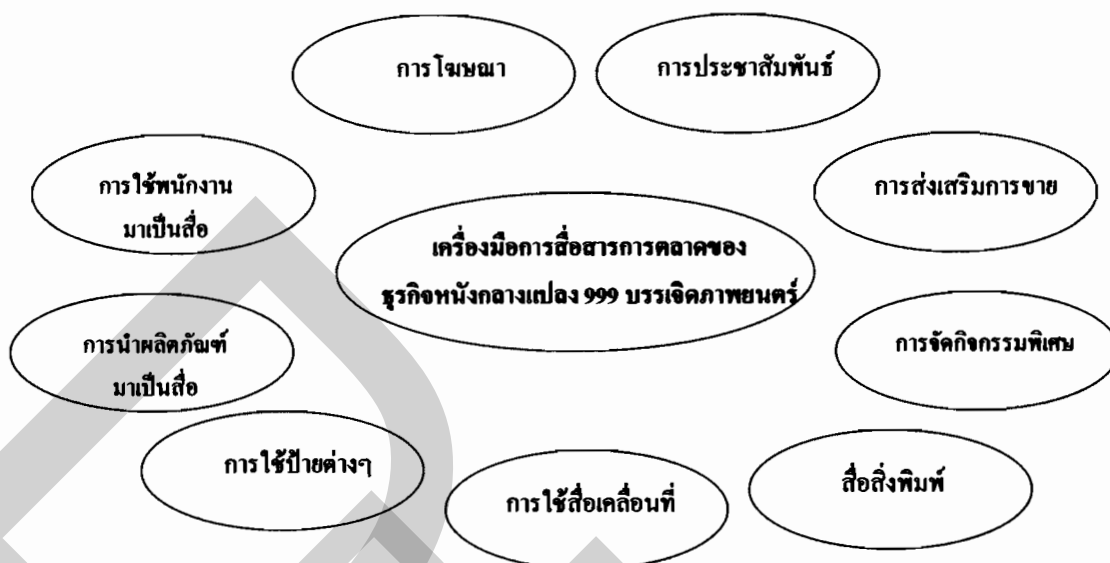 การโฆษณา
การประชาสัมพันธ์
การใช้พนักงาน
มาเป็นสื่อ
การส่งเสริมการขาย
เครื่องมือการสื่อสารการตลาดของ
ธุรกิจหนังกลางแปลง 999 บรรเจิดภาพยนตร์
การนำผลิตภัณฑ์
มาเป็นสื่อ
การจัดกิจกรรมพิเศษ
การใช้ป้ายต่างๆ
สื่อสิ่งพิมพ์
การใช้สื่อเคลื่อนที่